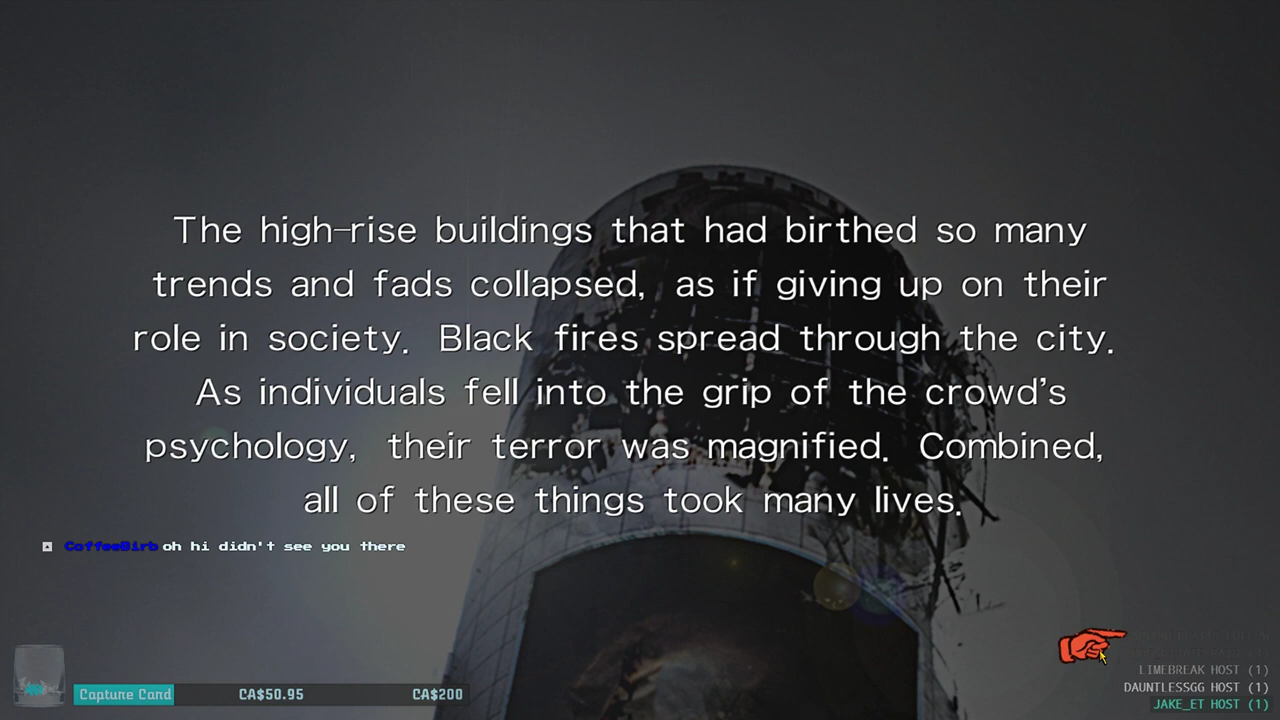 The high-rise buildings that had birthed so many
trends and fads collapsed, as if giving up on their
role in society. Black fires spread through the city.
As individuals fell into the grip of the crowd's
psychology, their terror was magnified. Combined,
all of these things took many lives.
CoffeeBirb oh hi didn't see you there
LIMEBREAK HOST (1)
DAUNTLESSGG HOST (1)
Capture Card CA$50.95 CA$200
JAKE_ET HOST (1)